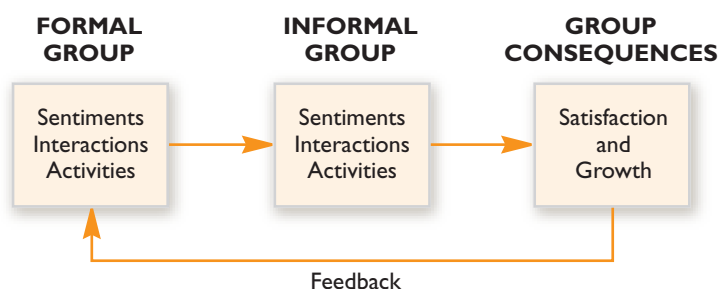 FORMAL
GROUP
INFORMAL
GROUP
GROUP
CONSEQUENCES
Sentiments
Interactions
Activities
Sentiments
Interactions
Activities
Satisfaction
and
Growth
Feedback